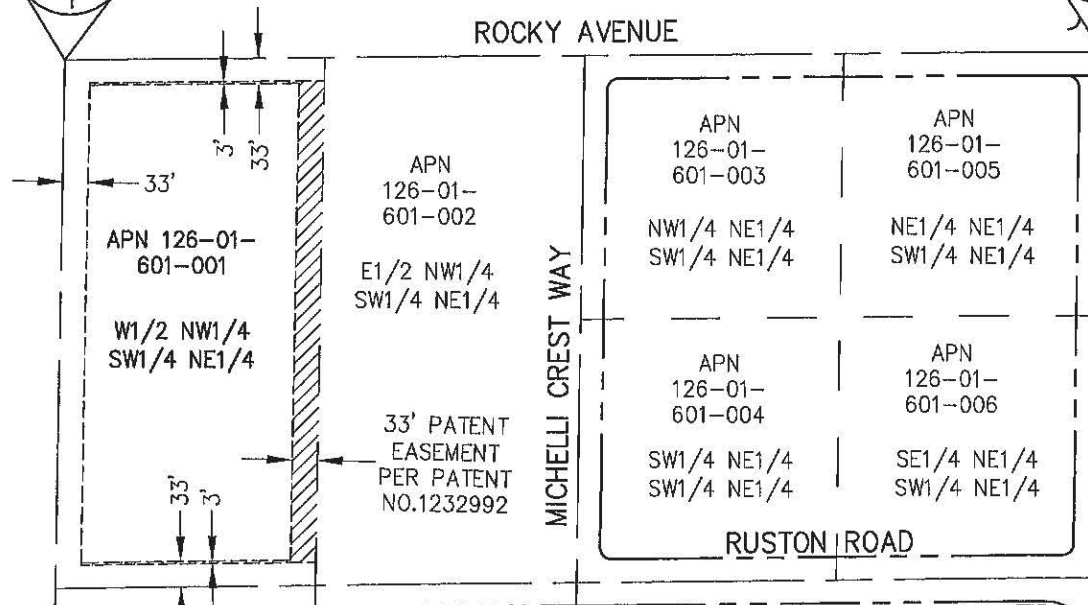 ROCKY AVENUE
3'
33'
33'
APN 126-01-
601-001
W1/2 NW1/4
SW1/4 NE1/4
33'
3'
APN
126-01-
601-002
E1/2 NW1/4
SW1/4 NE1/4
33' PATENT
EASEMENT
PER PATENT
NO.1232992
MICHELLI CREST WAY
APN
126-01-
601-003
NW1/4 NE1/4
SW1/4 NE1/4
APN
126-01-
601-005
NE1/4 NE1/4
SW1/4 NE1/4
APN
126-01-
601-004
SW1/4 NE1/4
SW1/4 NE1/4
APN
126-01-
601-006
SE1/4 NE1/4
SW1/4 NE1/4
RUSTON ROAD